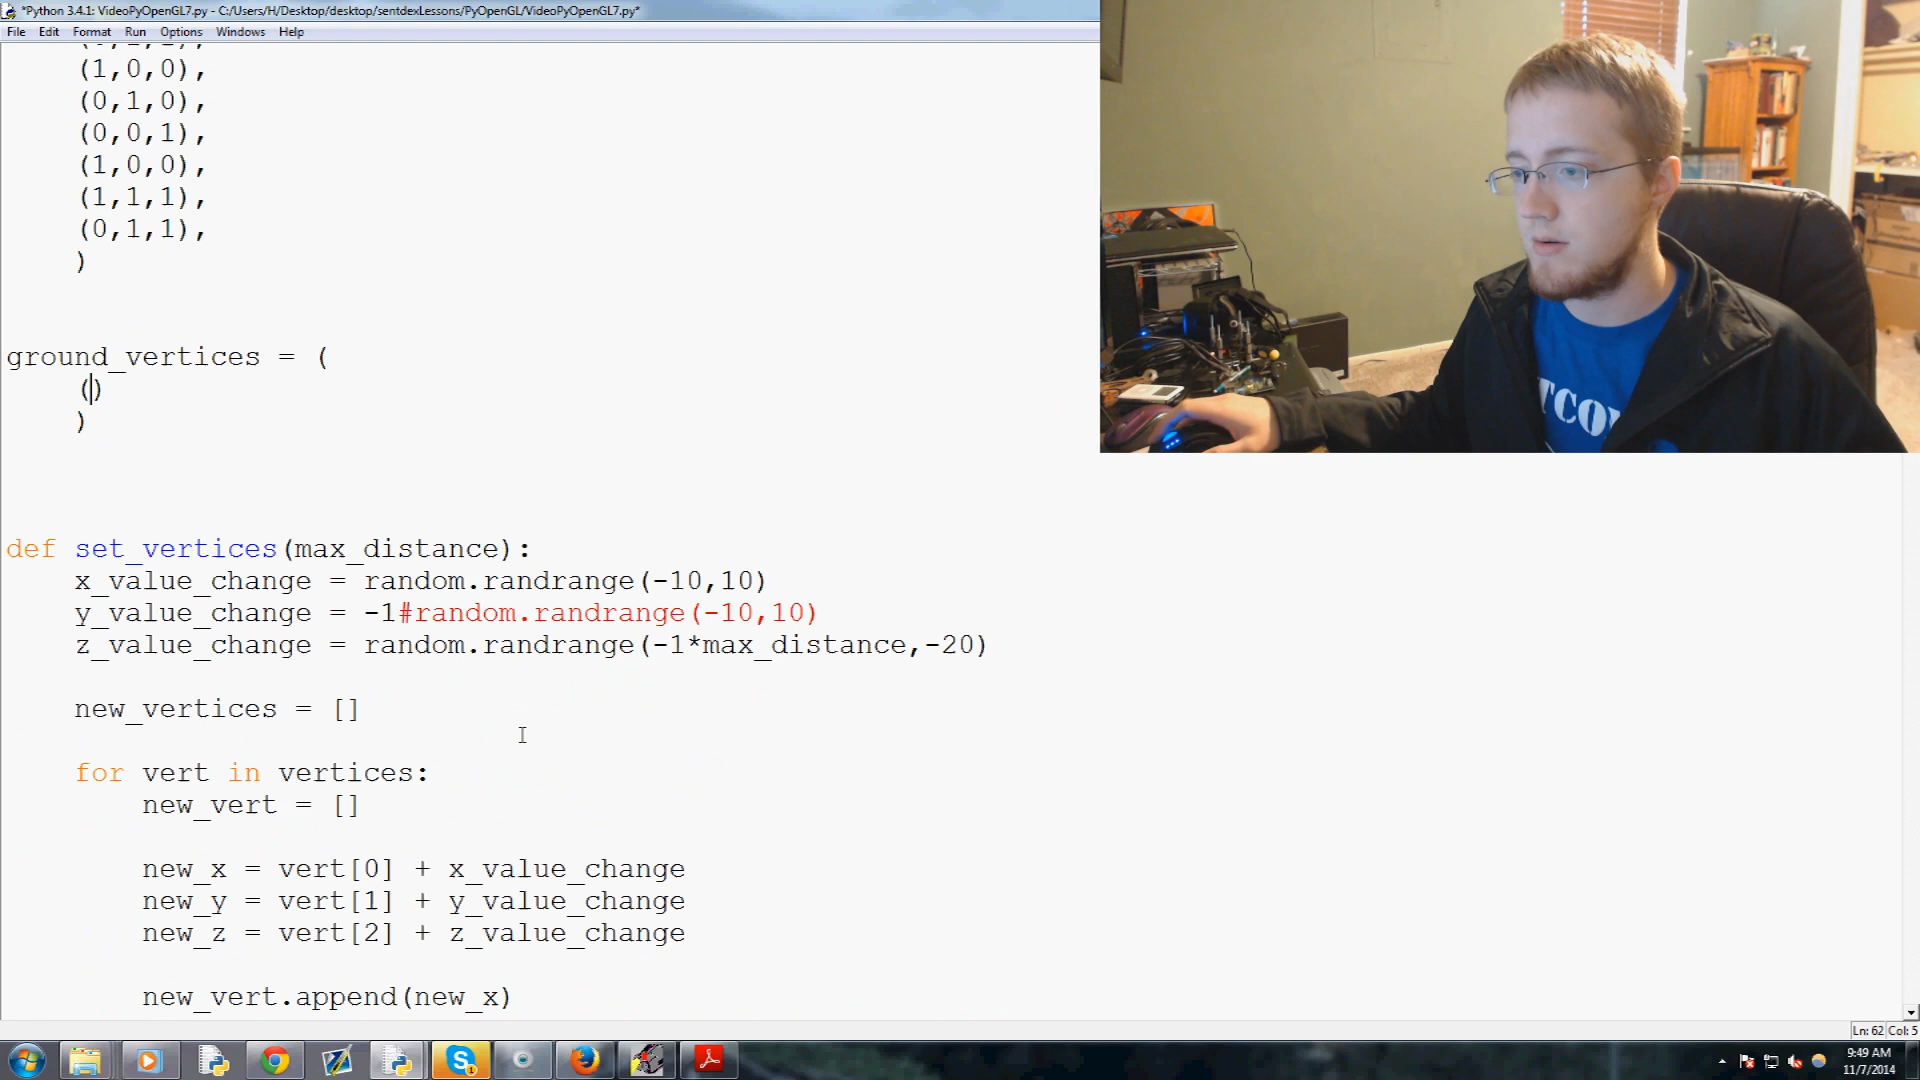 *Python 3.4.1: VideoPyOpenGL7.py - C:/Users/H/Desktop/desktop/sentdexLessons/PyOpenGL/VideoPyOpenGL7.py*
File Edit Format Run Options Windows Help
(1,0,0),
(0,1,0),
(0,0,1),
(1,0,0),
(1,1,1),
(0,1,1),
)
ground_vertices = (
()
)
def set_vertices(max_distance):
x_value_change = random.randrange(-10,10)
y_value_change = -1#random.randrange(-10,10)
z_value_change = random.randrange(-1*max_distance,-20)
new_vertices = []
for vert in vertices:
new_vert = []
new_x = vert[0] + x_value_change
new_y = vert[1] + y_value_change
new_z = vert[2] + z_value_change
new_vert.append(new_x)
Ln: 62 Col: 5
9:49 AM
11/7/2014